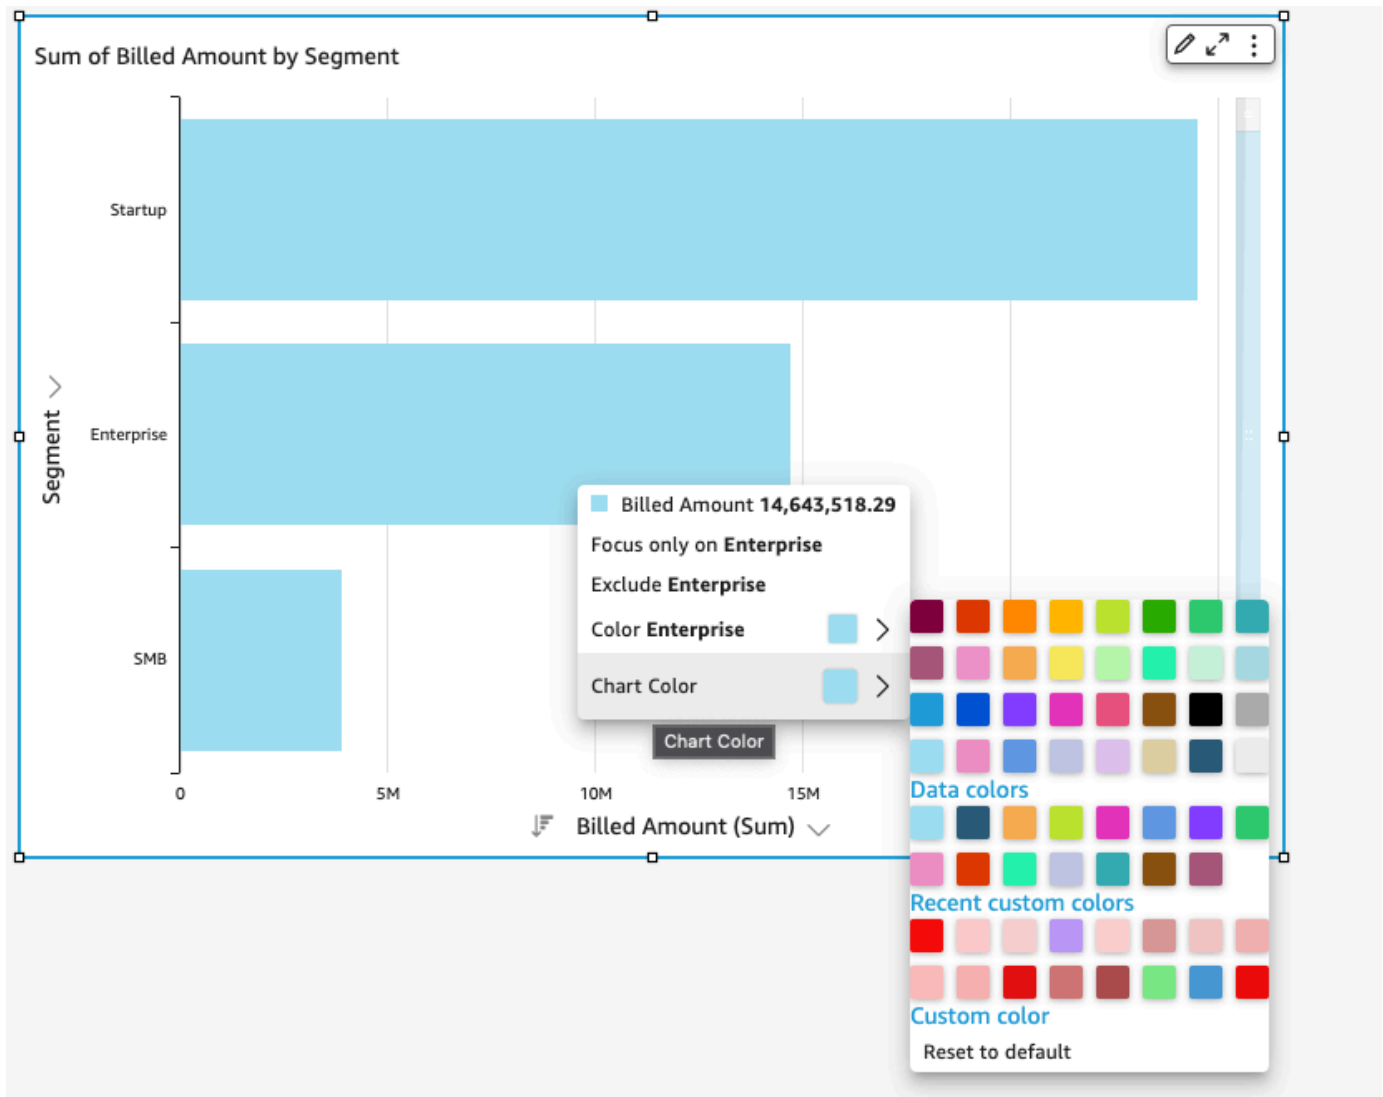 Sum of Billed Amount by Segment
Startup
Enterprise
SMB
Segment
Billed Amount 14,643,518.29
Focus only on Enterprise
Exclude Enterprise
Color Enterprise
Chart Color
Chart Color
0 5M 10M 15M
Billed Amount (Sum)
Data colors
Recent custom colors
Custom color
Reset to default